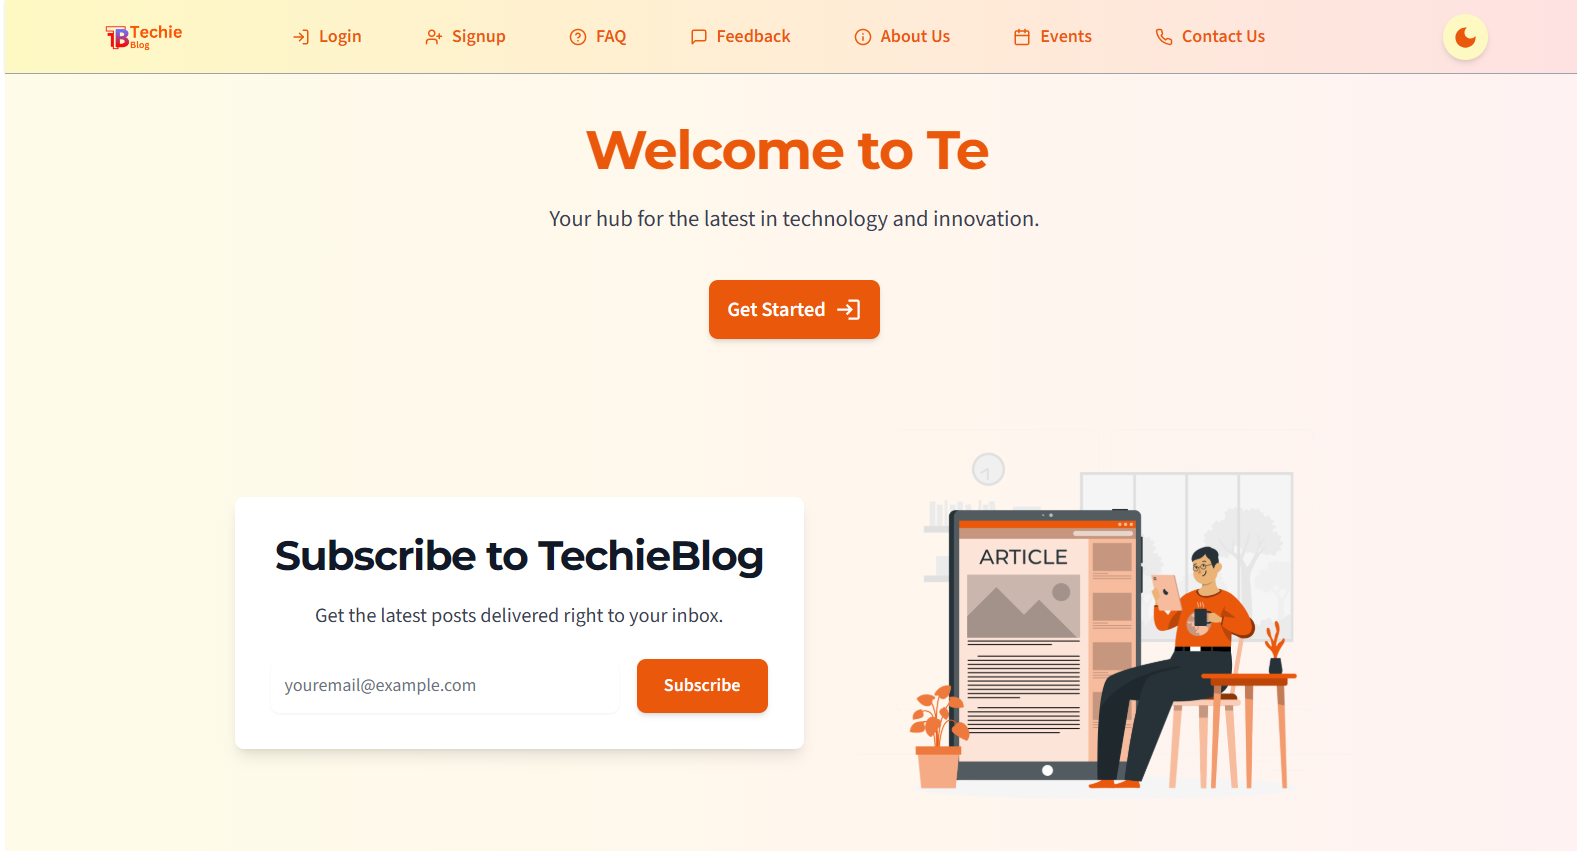 Techie
Blog
Login
Signup
FAQ
Feedback
About Us
Events
Contact Us
Welcome to Te
Your hub for the latest in technology and innovation.
Get Started
Subscribe to TechieBlog
Get the latest posts delivered right to your inbox.
youremail@example.com
Subscribe
ARTICLE